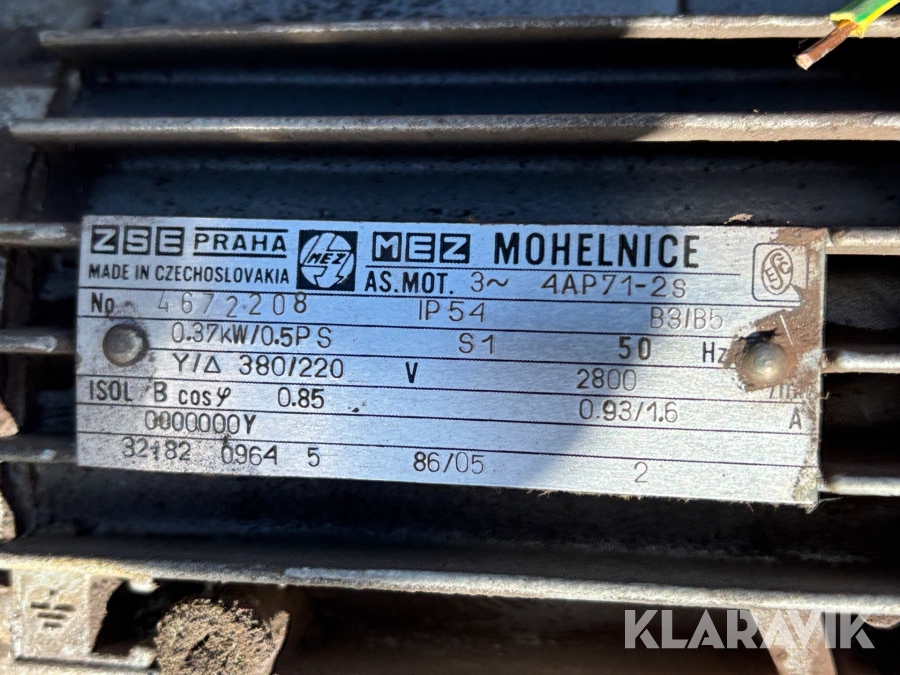 ZSE PRAHA MEZ MEZ MOHELNICE
MADE IN CZECHOSLOVAKIA AS.MOT. 3~ 4AP71-2S
No 4672208 IP54 B3/B5
0.37kW/0.5PS S1 50 Hz
Y/Δ 380/220 V 2800
ISOL B cosφ 0.85 0.93/1.6 A
0000000Y
32182 0964 5 86/05 2
KLARAVIK